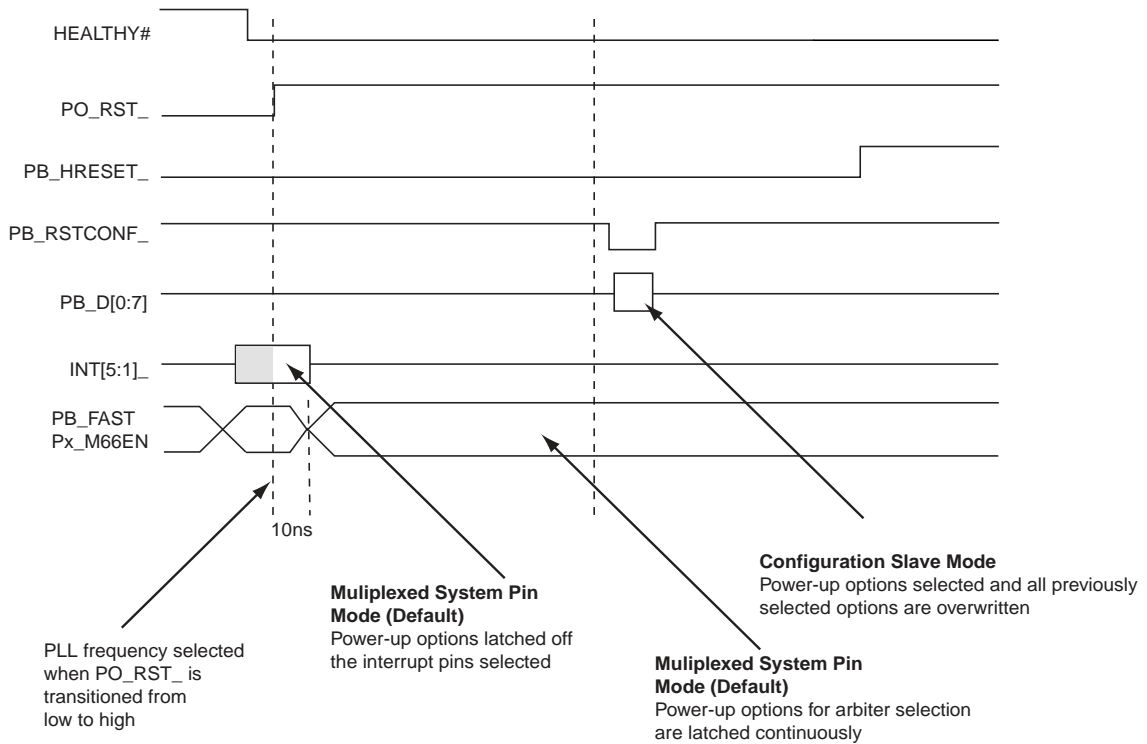 HEALTHY#
PO_RST_
PB_HRESET_
PB_RSTCONF_
PB_D[0:7]
INT[5:1]_
PB_FAST
Px_M66EN
10ns
PLL frequency selected
when PO_RST_ is
transitioned from
low to high
Muliplexed System Pin
Mode (Default)
Power-up options latched off
the interrupt pins selected
Muliplexed System Pin
Mode (Default)
Power-up options for arbiter selection
are latched continuously
Configuration Slave Mode
Power-up options selected and all previously
selected options are overwritten